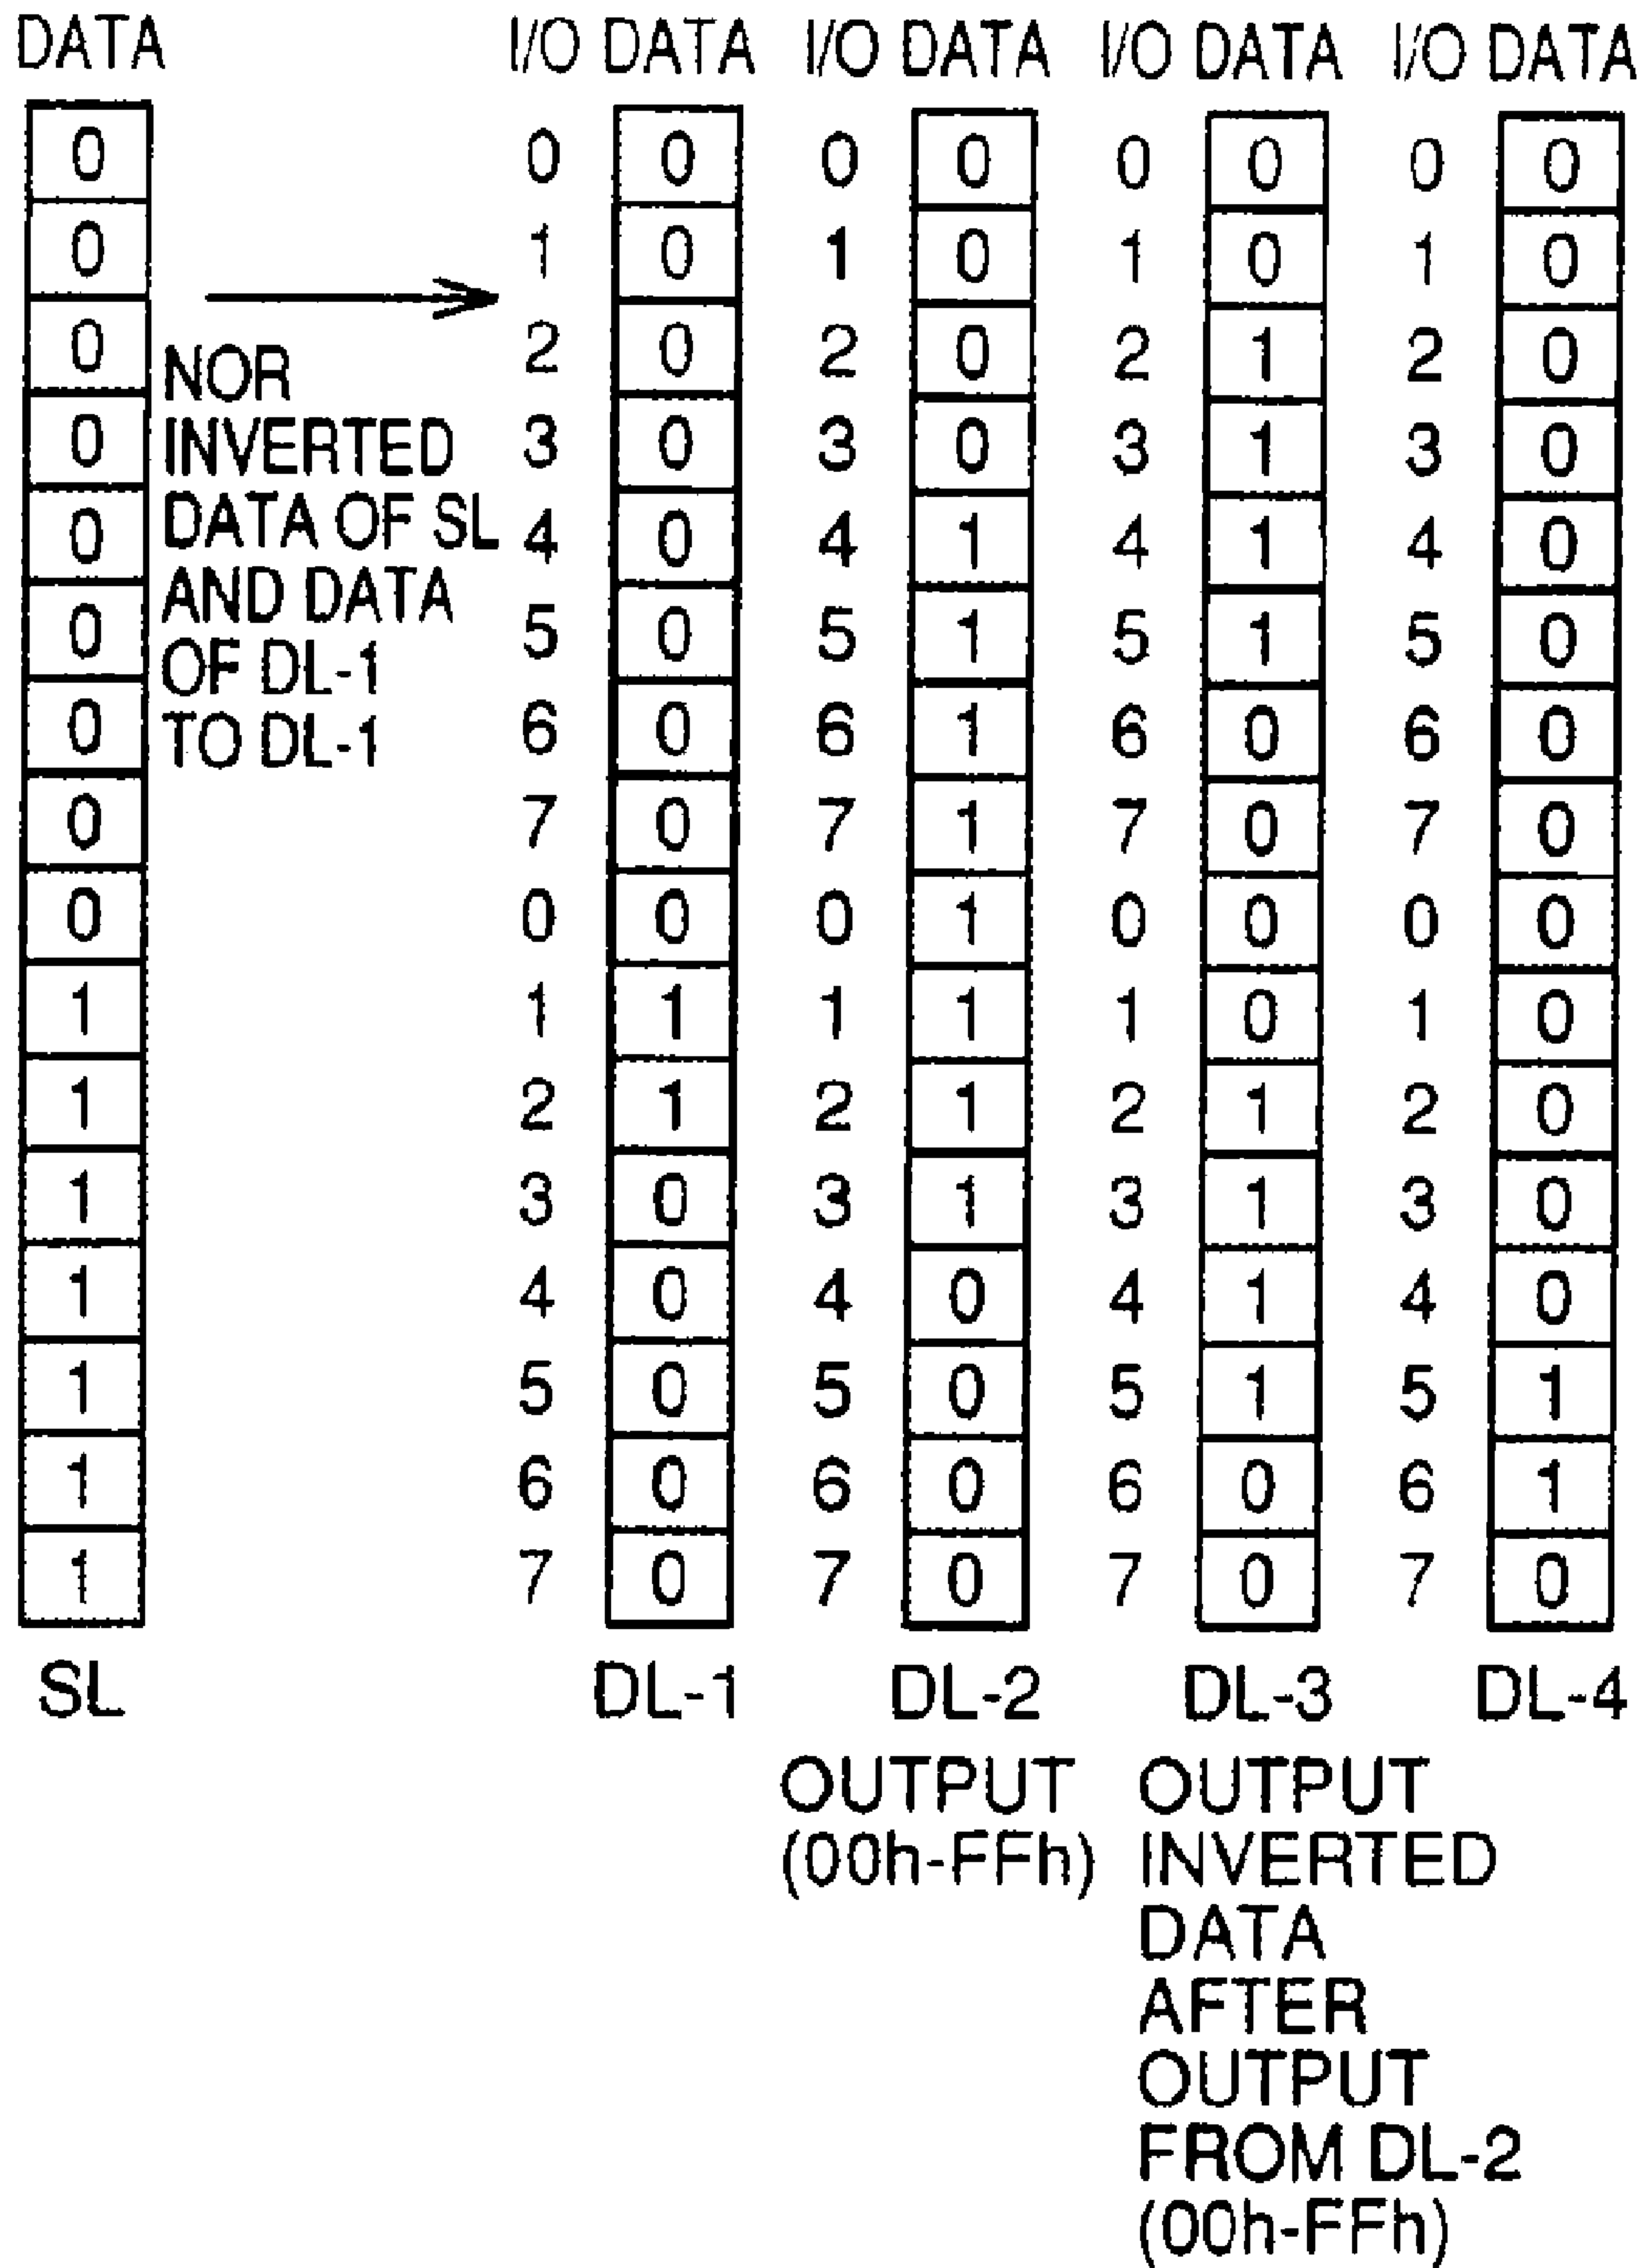 DATA I/O DATA I/O DATA I/O DATA I/O DATA
0 0 0 0 0 0 0 0 0
0 1 0 1 0 1 0 1 0
0 2 0 2 0 2 1 2 0
NOR
0 3 0 3 0 3 1 3 0
INVERTED
0 4 0 4 1 4 1 4 0
DATA OF SL
AND DATA
0 5 0 5 1 5 1 5 0
OF DL-1
0 6 0 6 1 6 0 6 0
TO DL-1
0 7 0 7 1 7 0 7 0
0 0 0 0 1 0 0 0 0
1 1 1 1 1 1 0 1 0
1 2 1 2 1 2 1 2 0
1 3 0 3 1 3 1 3 0
1 4 0 4 0 4 1 4 0
1 5 0 5 0 5 1 5 1
1 6 0 6 0 6 0 6 1
1 7 0 7 0 7 0 7 0
SL DL-1 DL-2 DL-3 DL-4
OUTPUT
(00h-FFh)
OUTPUT
INVERTED
DATA
AFTER
OUTPUT
FROM DL-2
(00h-FFh)